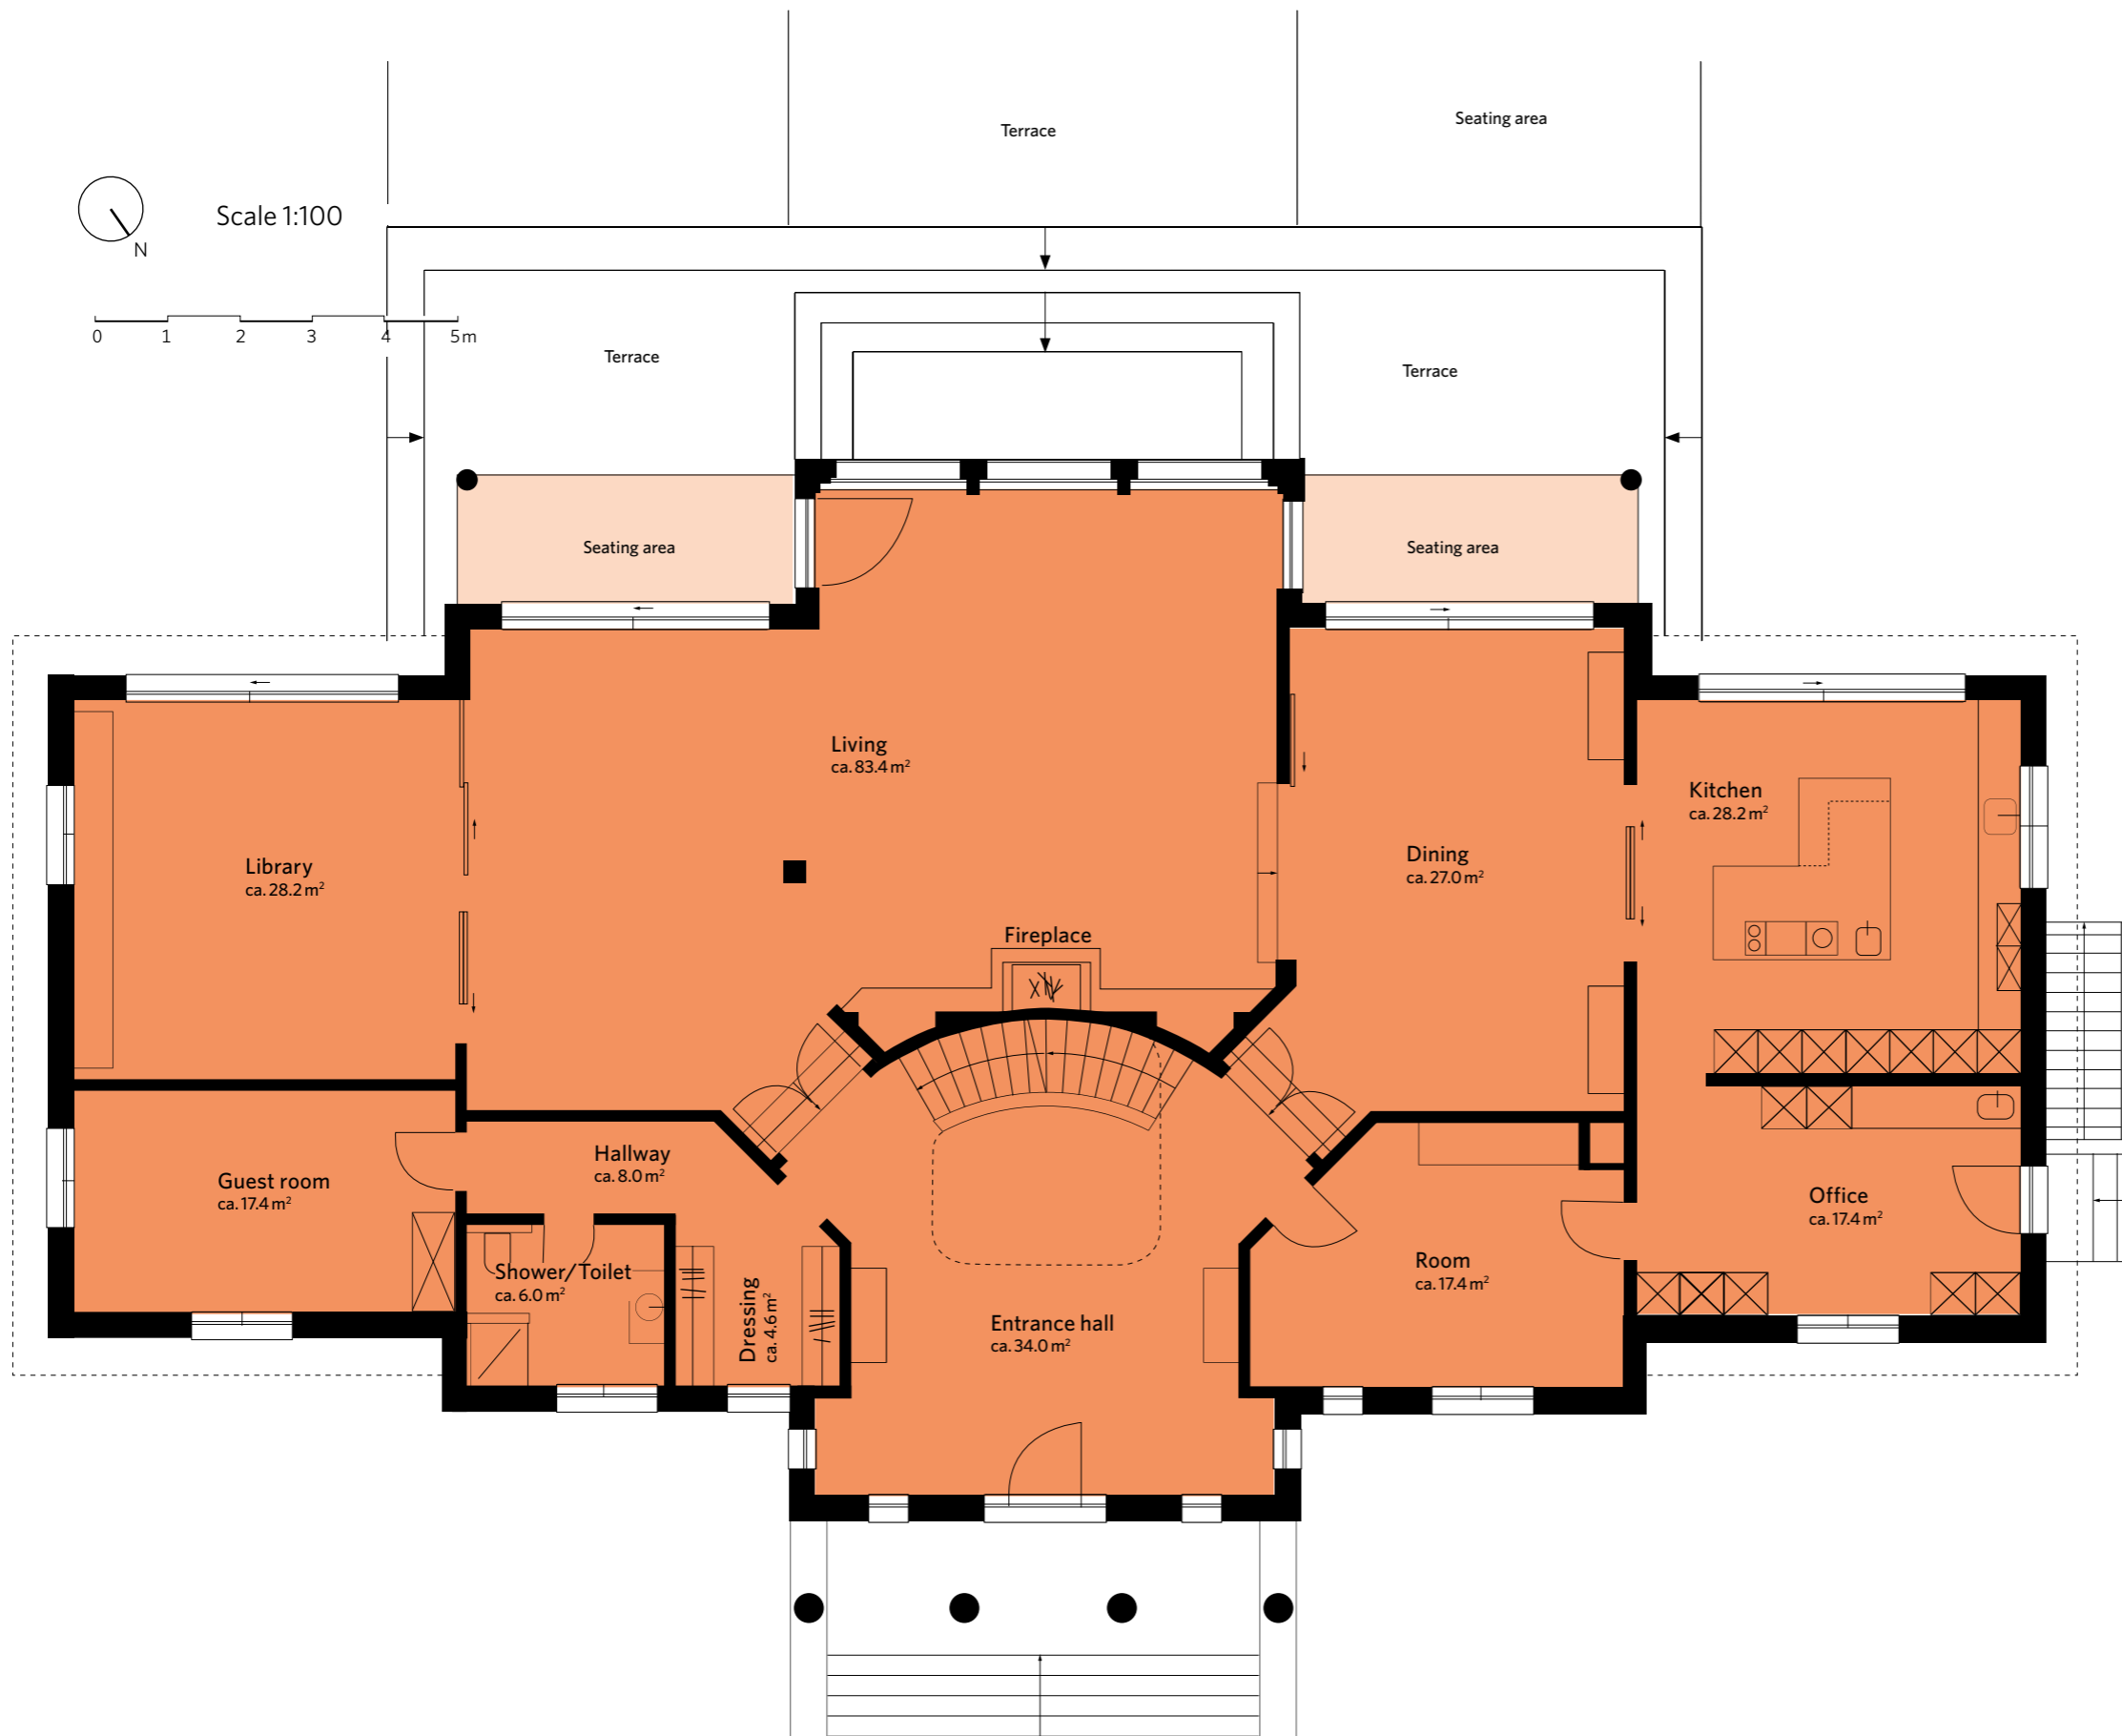 Terrace
Seating area
Scale 1:100
N
0 1 2 3 4 5 m
Terrace
Terrace
Seating area
Seating area
Living
ca. 83.4 m²
Kitchen
ca. 28.2 m²
Library
ca. 28.2 m²
Dining
ca. 27.0 m²
Fireplace
Hallway
ca. 8.0 m²
Guest room
ca. 17.4 m²
Office
ca. 17.4 m²
Shower/Toilet
ca. 6.0 m²
Room
ca. 17.4 m²
Dressing
ca. 4.6 m²
Entrance hall
ca. 34.0 m²